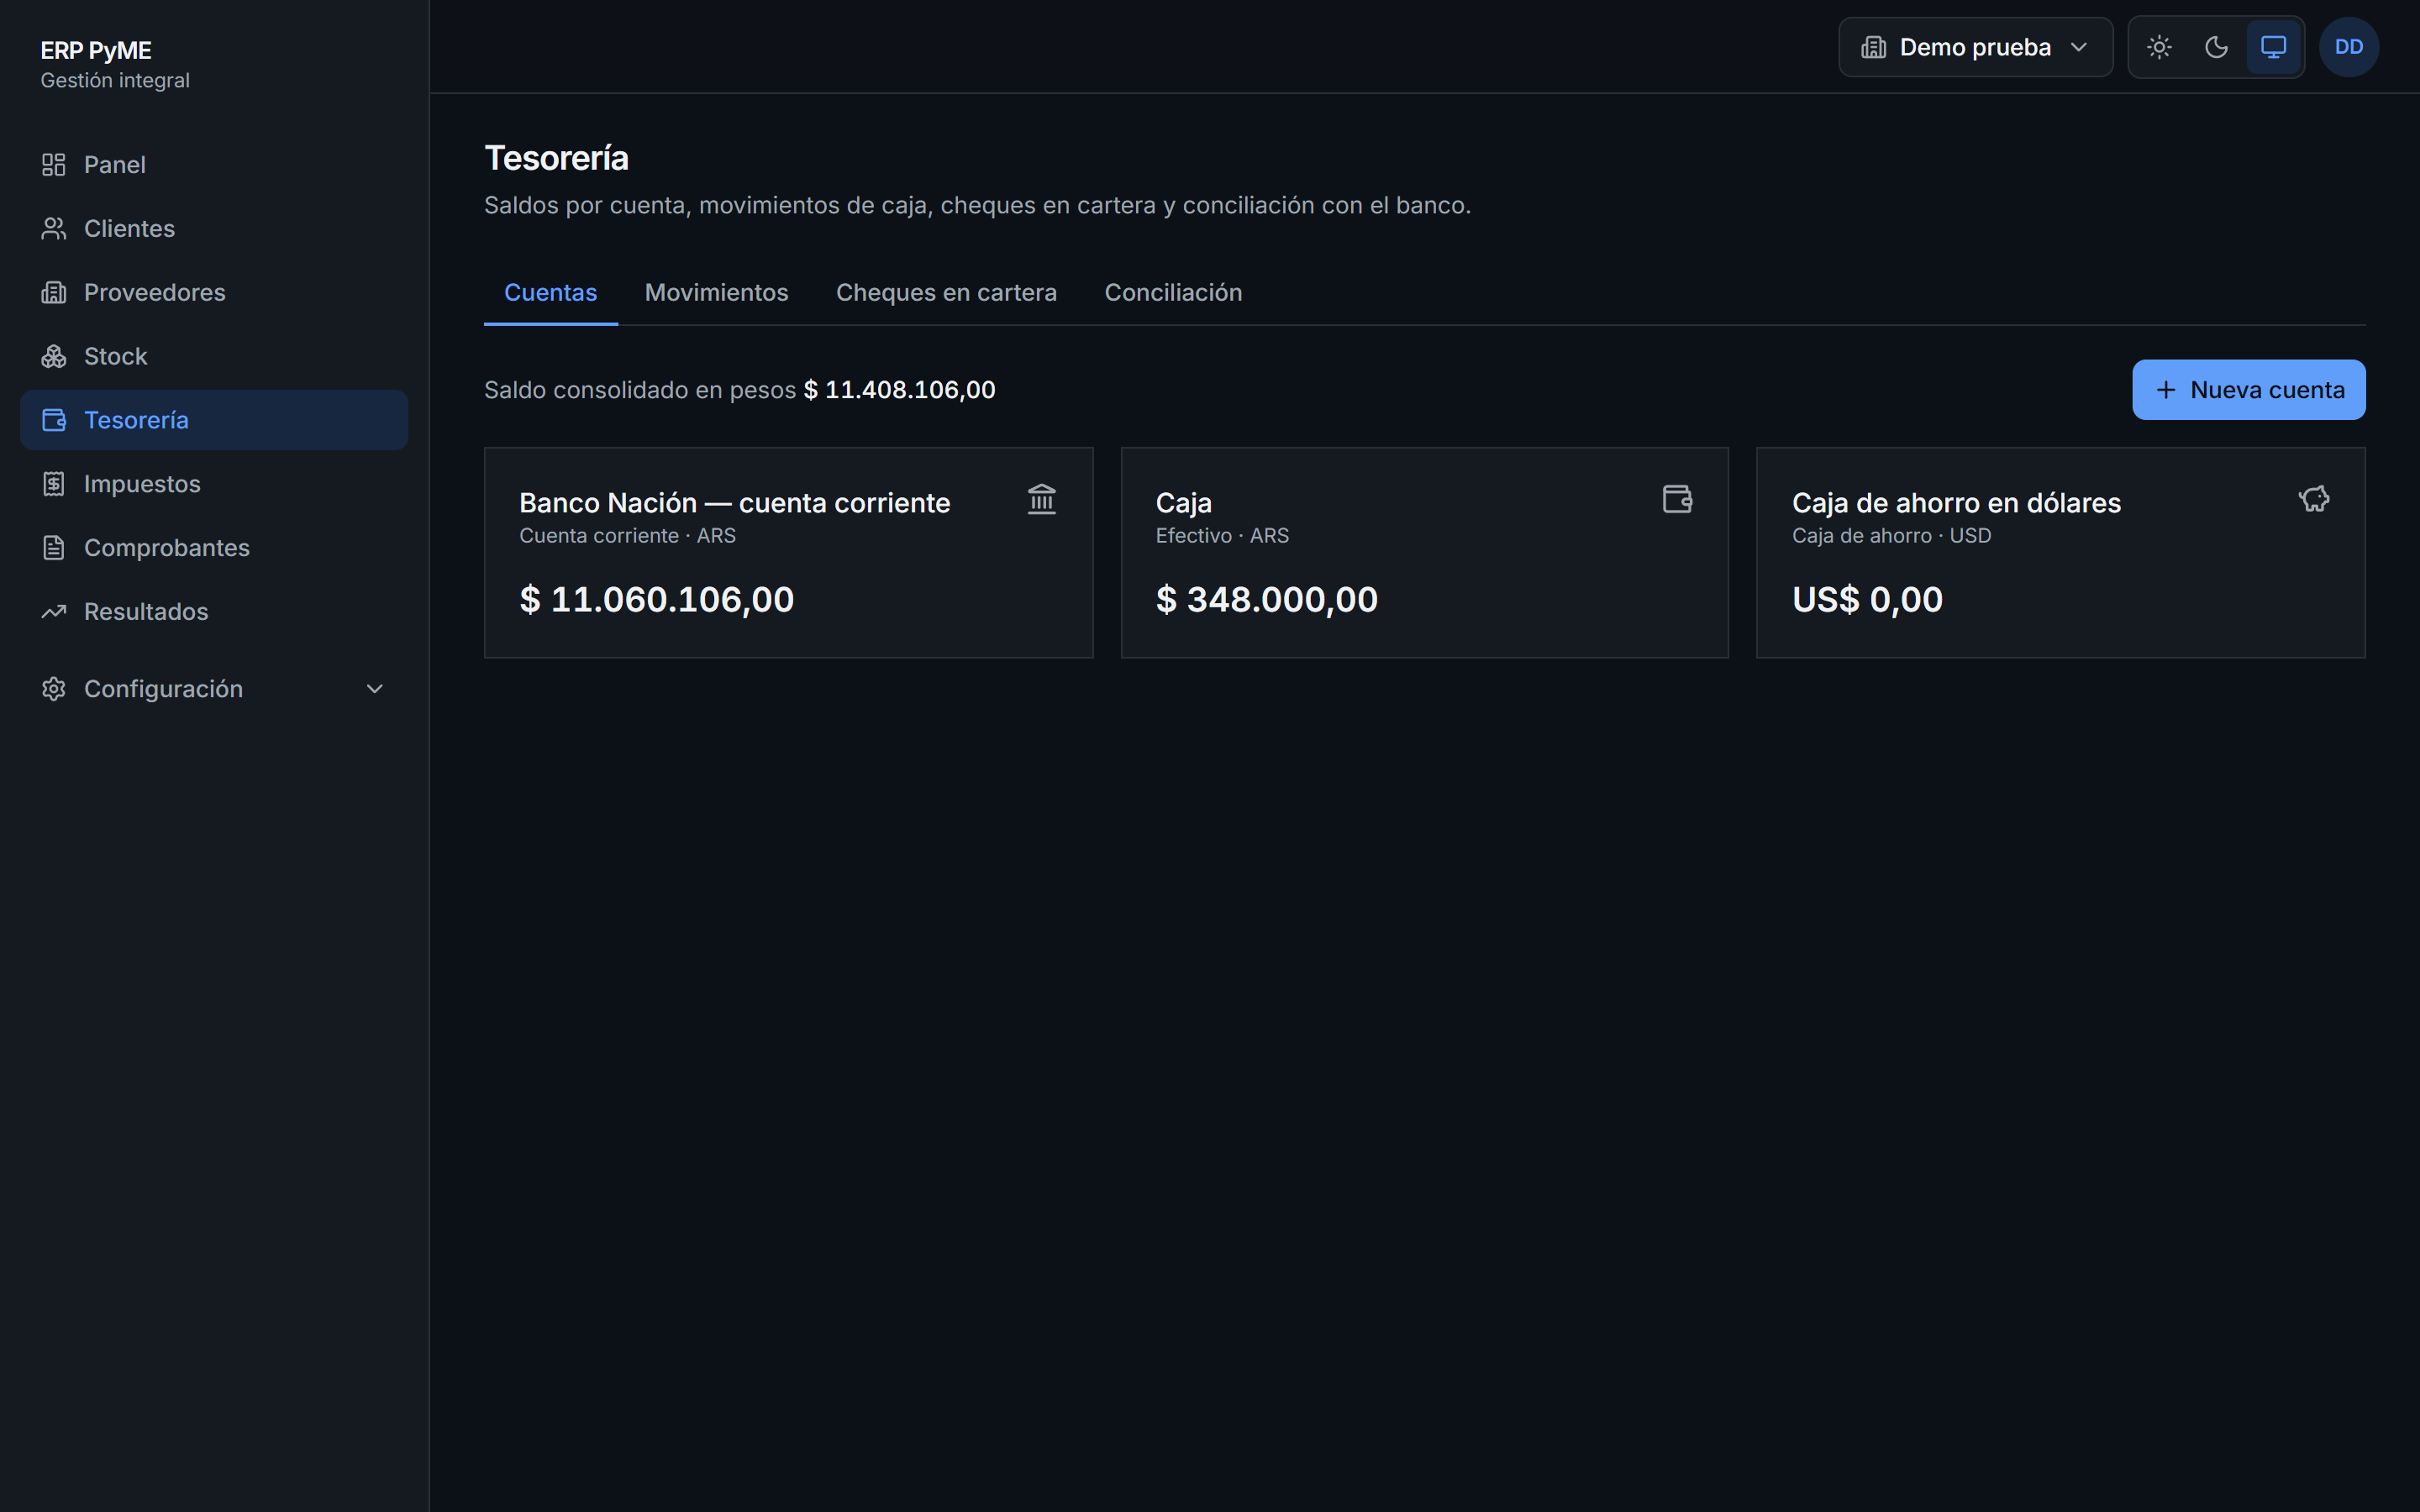 ERP PyME
Gestión integral
Panel
Clientes
Proveedores
Stock
Tesorería
Impuestos
Comprobantes
Resultados
Configuración
Demo prueba
DD
Tesorería
Saldos por cuenta, movimientos de caja, cheques en cartera y conciliación con el banco.
Cuentas Movimientos Cheques en cartera Conciliación
Saldo consolidado en pesos $ 11.408.106,00
Nueva cuenta
Banco Nación — cuenta corriente
Cuenta corriente · ARS
$ 11.060.106,00
Caja
Efectivo · ARS
$ 348.000,00
Caja de ahorro en dólares
Caja de ahorro · USD
US$ 0,00